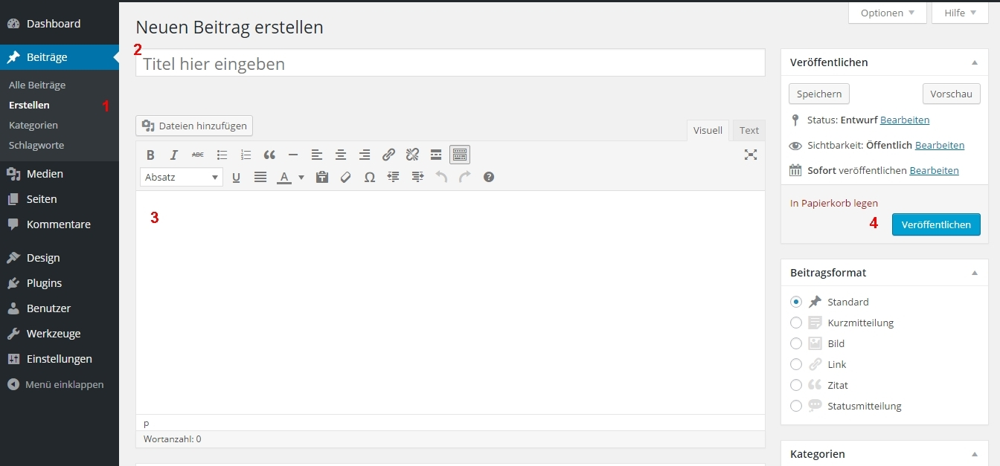 Dashboard
Beiträge
Alle Beiträge
Erstellen 1
Kategorien
Schlagworte
Medien
Seiten
Kommentare
Design
Plugins
Benutzer
Werkzeuge
Einstellungen
Menü einklappen
Optionen Hilfe
Neuen Beitrag erstellen
2
Titel hier eingeben
Dateien hinzufügen
Visuell Text
B I ABC
Absatz U A T Ω ?
3
p
Wortanzahl: 0
Veröffentlichen
Speichern Vorschau
Status: Entwurf Bearbeiten
Sichtbarkeit: Öffentlich Bearbeiten
Sofort veröffentlichen Bearbeiten
In Papierkorb legen
4 Veröffentlichen
Beitragsformat
Standard
Kurzmitteilung
Bild
Link
Zitat
Statusmitteilung
Kategorien